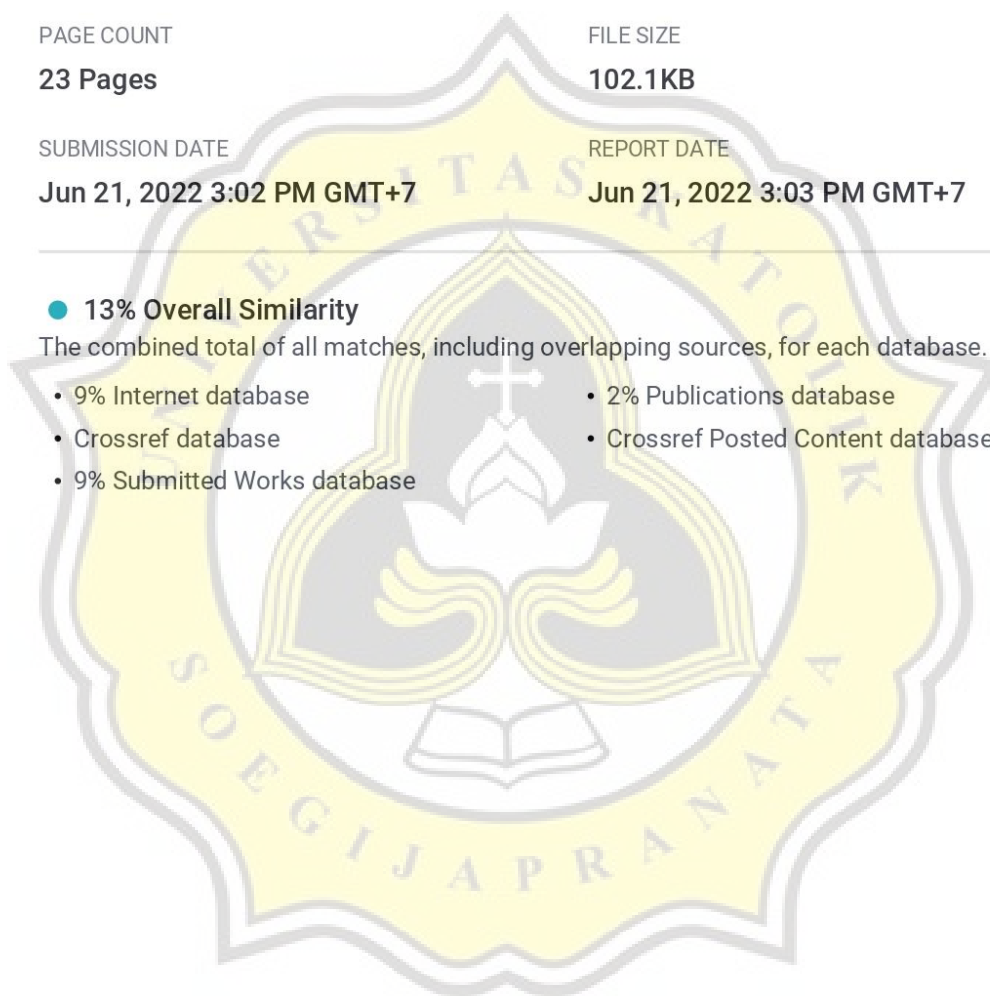 PAGE COUNT
23 Pages
FILE SIZE
102.1KB
SUBMISSION DATE
Jun 21, 2022 3:02 PM GMT+7
REPORT DATE
Jun 21, 2022 3:03 PM GMT+7
13% Overall Similarity
The combined total of all matches, including overlapping sources, for each database.
• 9% Internet database
• 2% Publications database
• Crossref database
• Crossref Posted Content database
• 9% Submitted Works database
UNIVERSITAS KATOLIK
SOEGIJAPRANATA